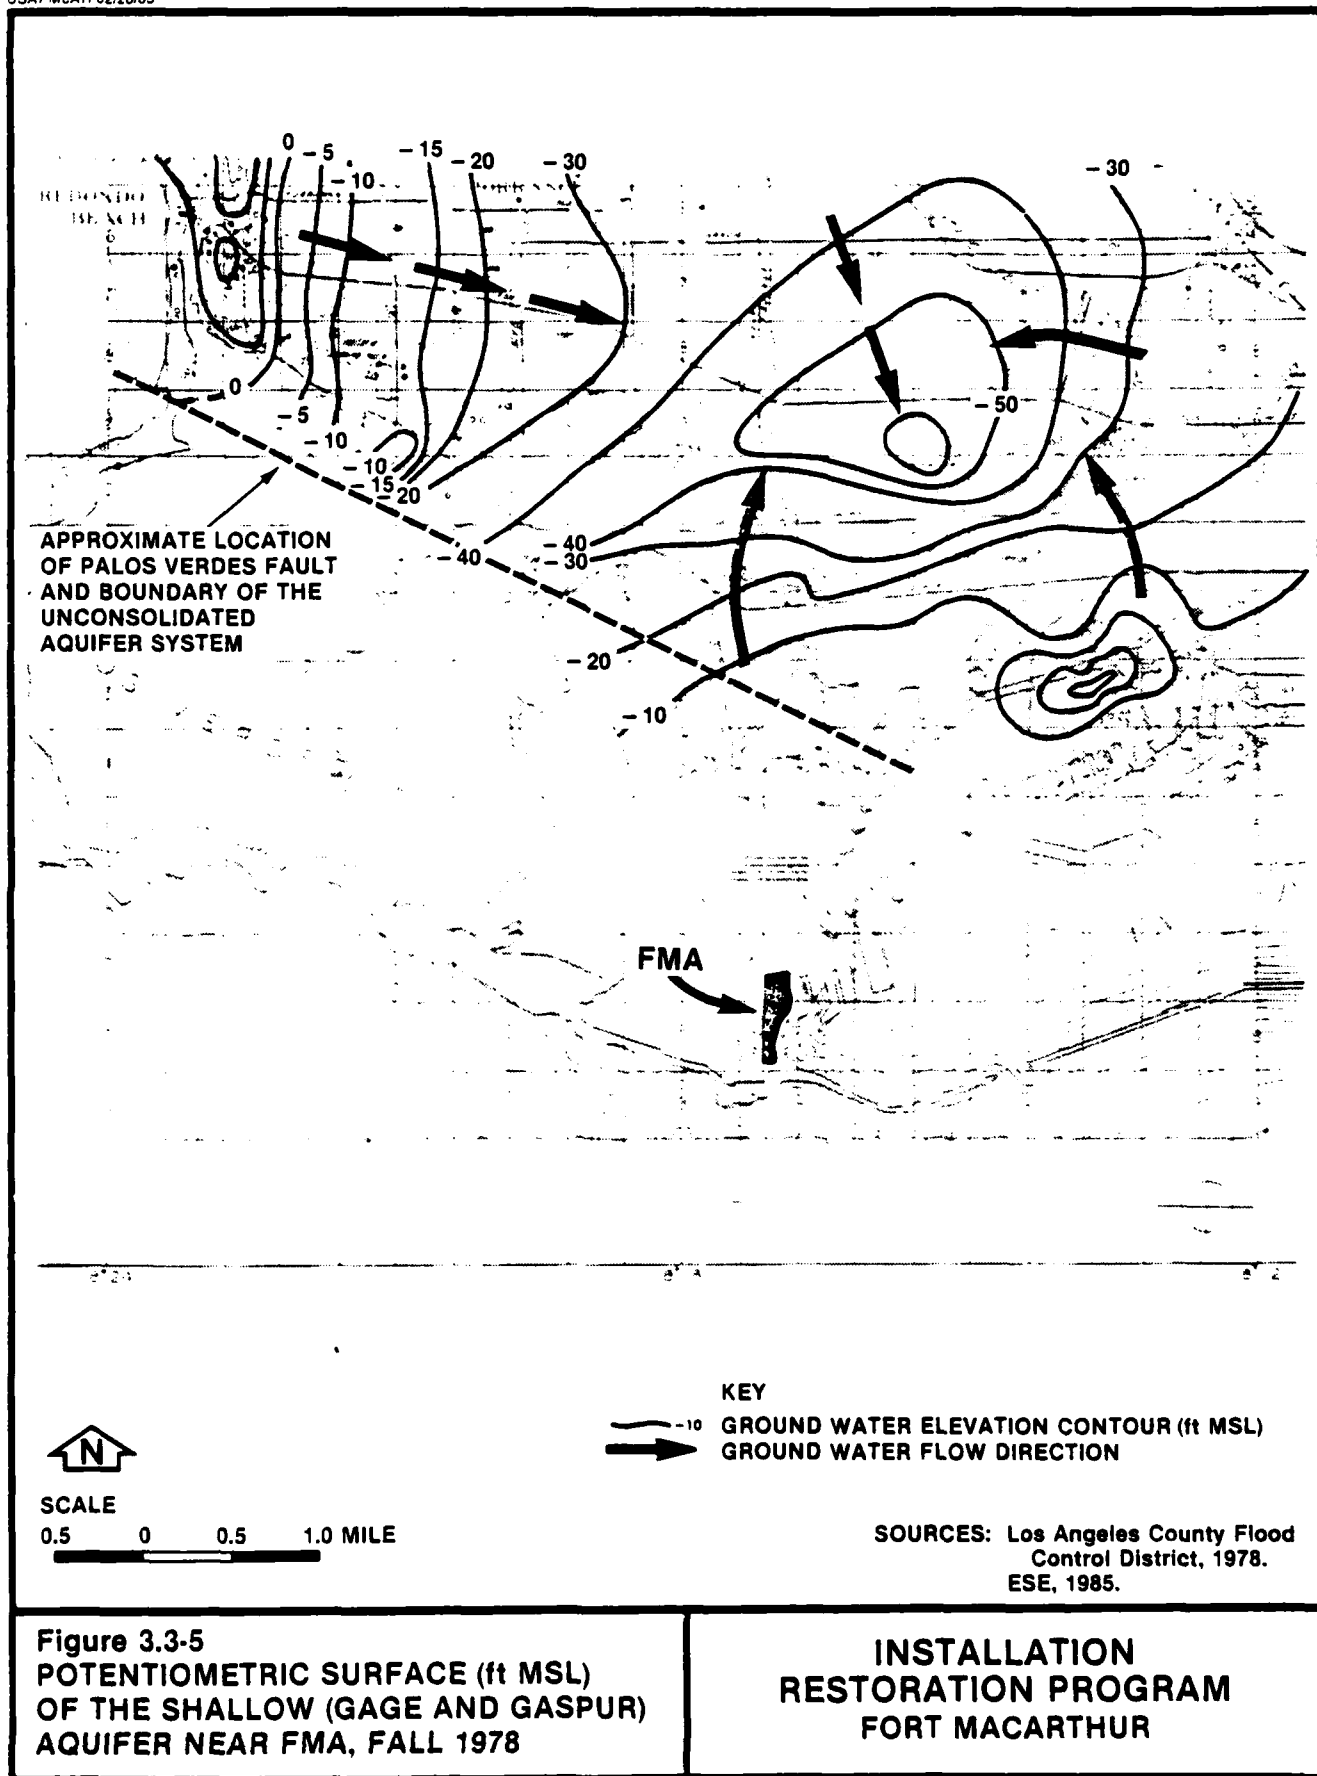 0
-5
-10
-15
-20
-30
-30
REDONDO
BEACH
-50
0
-5
-10
-10
-15
-20
-40
-40
-30
-20
-10
APPROXIMATE LOCATION
OF PALOS VERDES FAULT
AND BOUNDARY OF THE
UNCONSOLIDATED
AQUIFER SYSTEM
FMA
KEY
-10 GROUND WATER ELEVATION CONTOUR (ft MSL)
GROUND WATER FLOW DIRECTION
N
SCALE
0.5 0 0.5 1.0 MILE
SOURCES: Los Angeles County Flood
Control District, 1978.
ESE, 1985.
Figure 3.3-5
POTENTIOMETRIC SURFACE (ft MSL)
OF THE SHALLOW (GAGE AND GASPUR)
AQUIFER NEAR FMA, FALL 1978
INSTALLATION
RESTORATION PROGRAM
FORT MACARTHUR